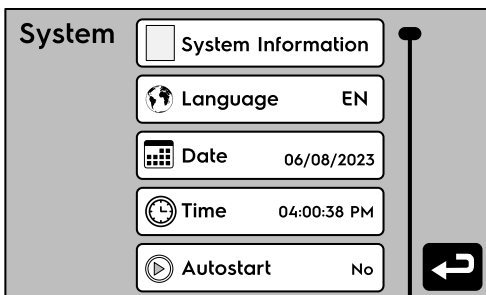 System
System Information
Language EN
Date 06/08/2023
Time 04:00:38 PM
Autostart No